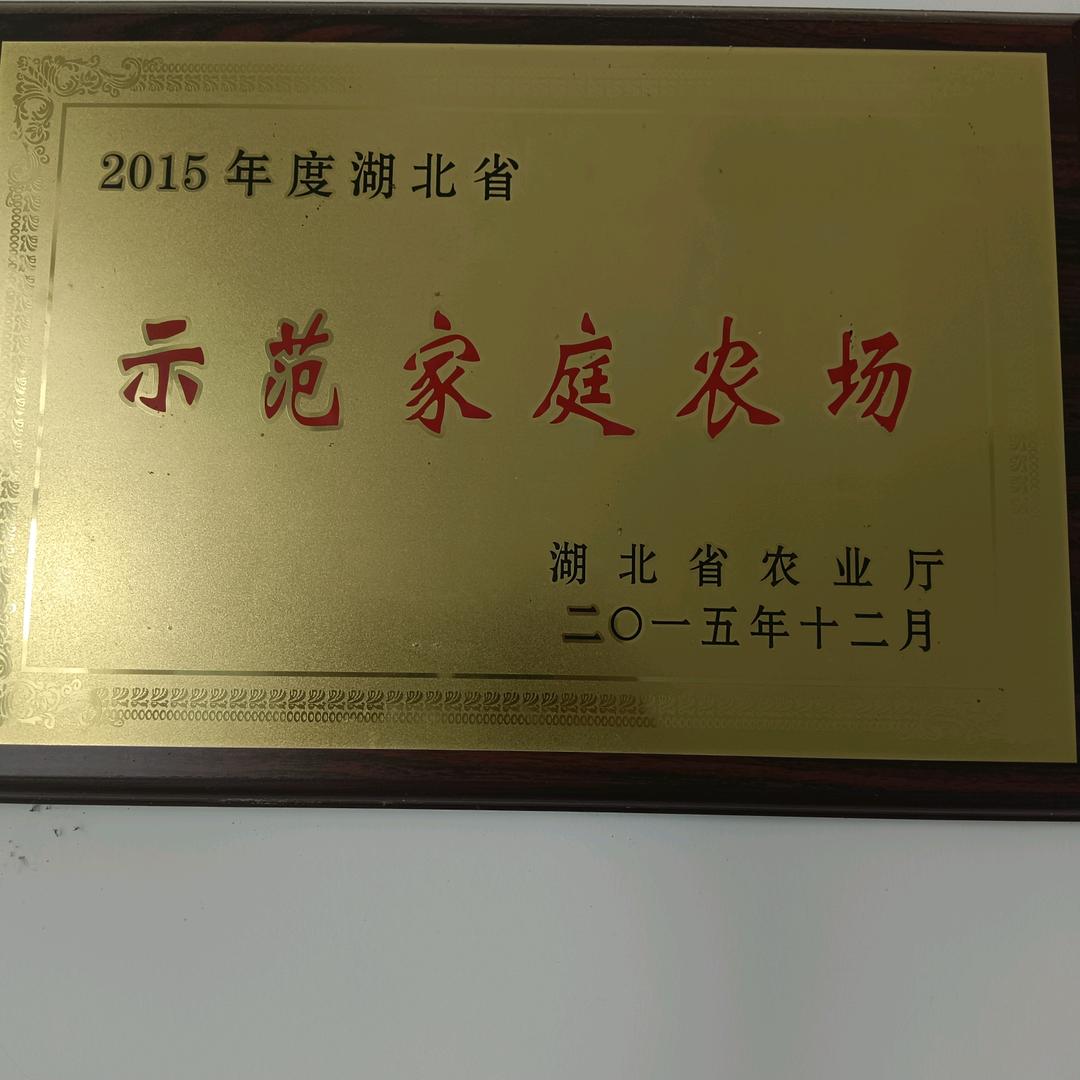 2015年度湖北省
示范家庭农场
湖北省农业厅
二〇一五年十二月